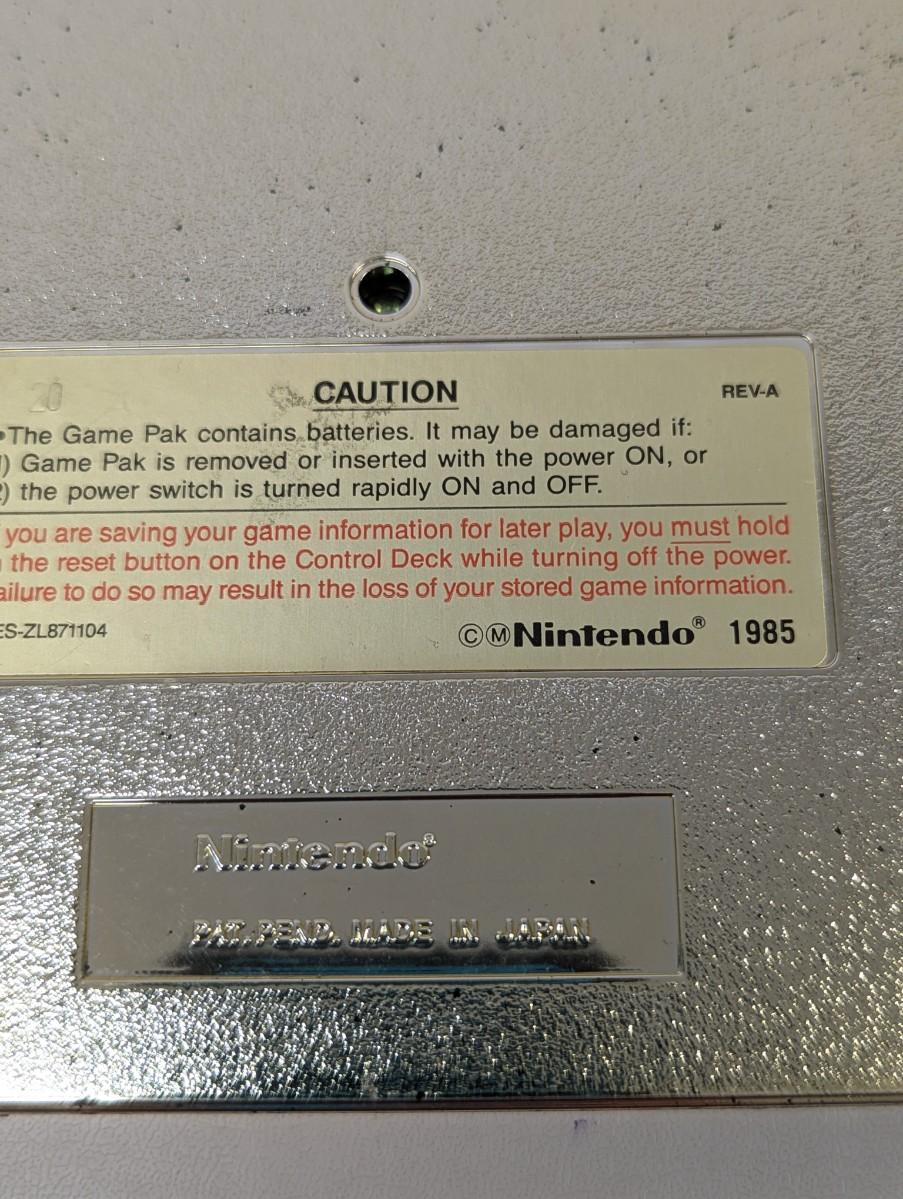 20
CAUTION
REV-A
•The Game Pak contains batteries. It may be damaged if:
) Game Pak is removed or inserted with the power ON, or
) the power switch is turned rapidly ON and OFF.
you are saving your game information for later play, you must hold
the reset button on the Control Deck while turning off the power.
ailure to do so may result in the loss of your stored game information.
ES-ZL871104
©ⓂNintendo® 1985
Nintendo®
PAT. PEND. MADE IN JAPAN